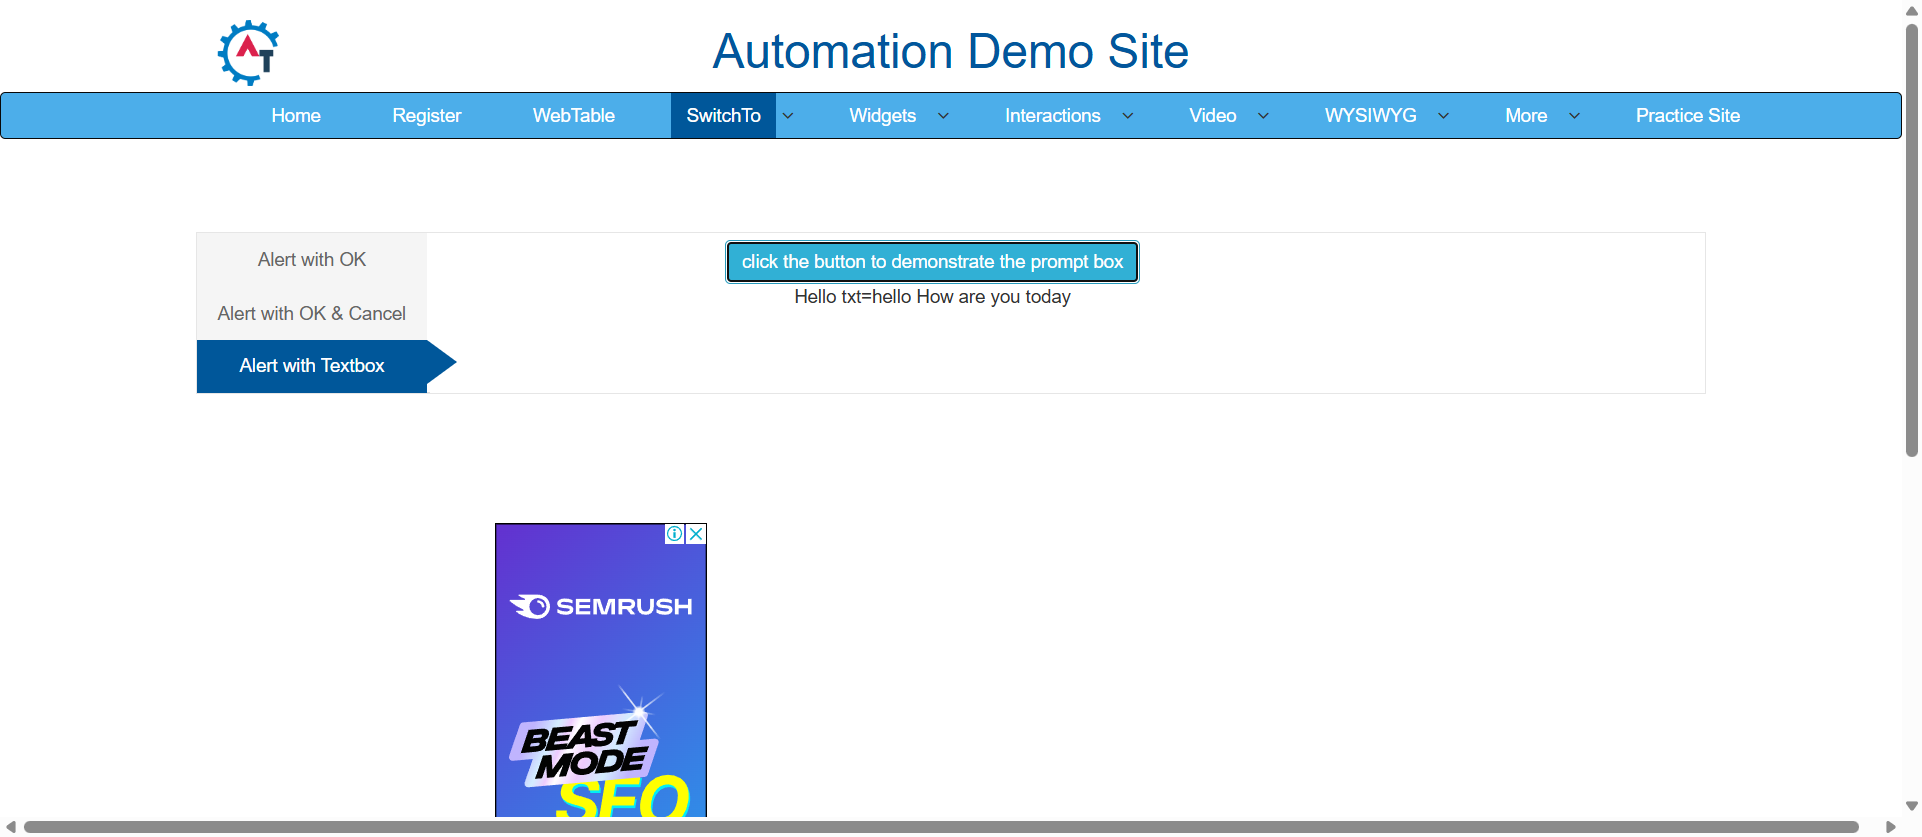 AT
Automation Demo Site
Home Register WebTable SwitchTo Widgets Interactions Video WYSIWYG More Practice Site
Alert with OK
Alert with OK & Cancel
Alert with Textbox
click the button to demonstrate the prompt box
Hello txt=hello How are you today
SEMRUSH
BEAST
MODE
SEO